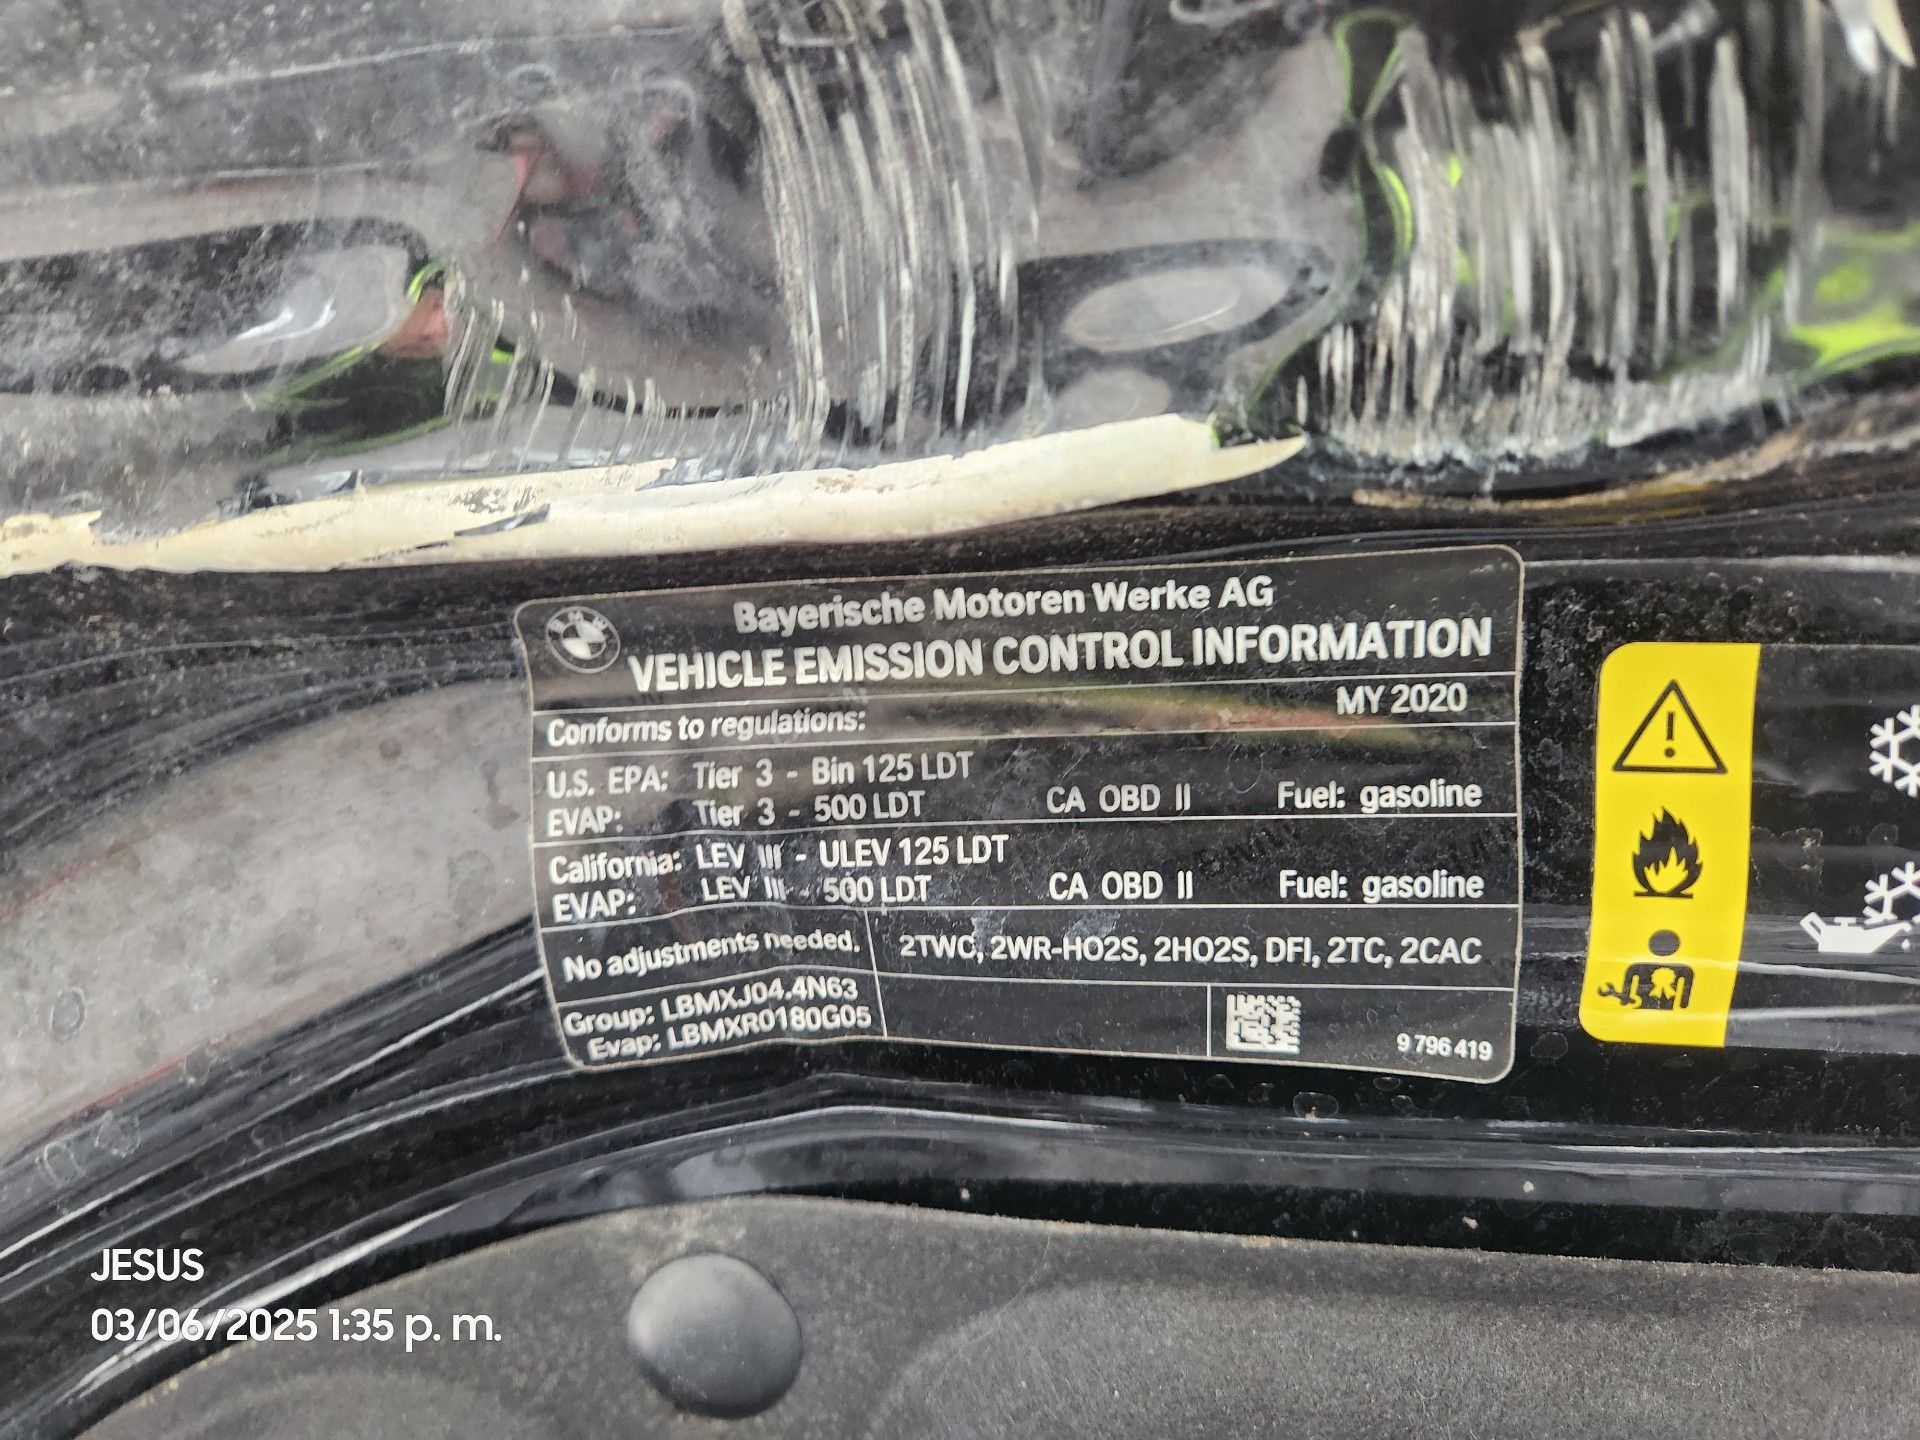 BMW
Bayerische Motoren Werke AG
VEHICLE EMISSION CONTROL INFORMATION
MY 2020
Conforms to regulations:
U.S. EPA: Tier 3 - Bin 125 LDT
EVAP: Tier 3 - 500 LDT CA OBD II Fuel: gasoline
California: LEV III - ULEV 125 LDT
EVAP: LEV III - 500 LDT CA OBD II Fuel: gasoline
No adjustments needed. 2TWC, 2WR-HO2S, 2HO2S, DFI, 2TC, 2CAC
Group: LBMXJ04.4N63
Evap: LBMXR0180G05
9 796 419
JESUS
03/06/2025 1:35 p. m.